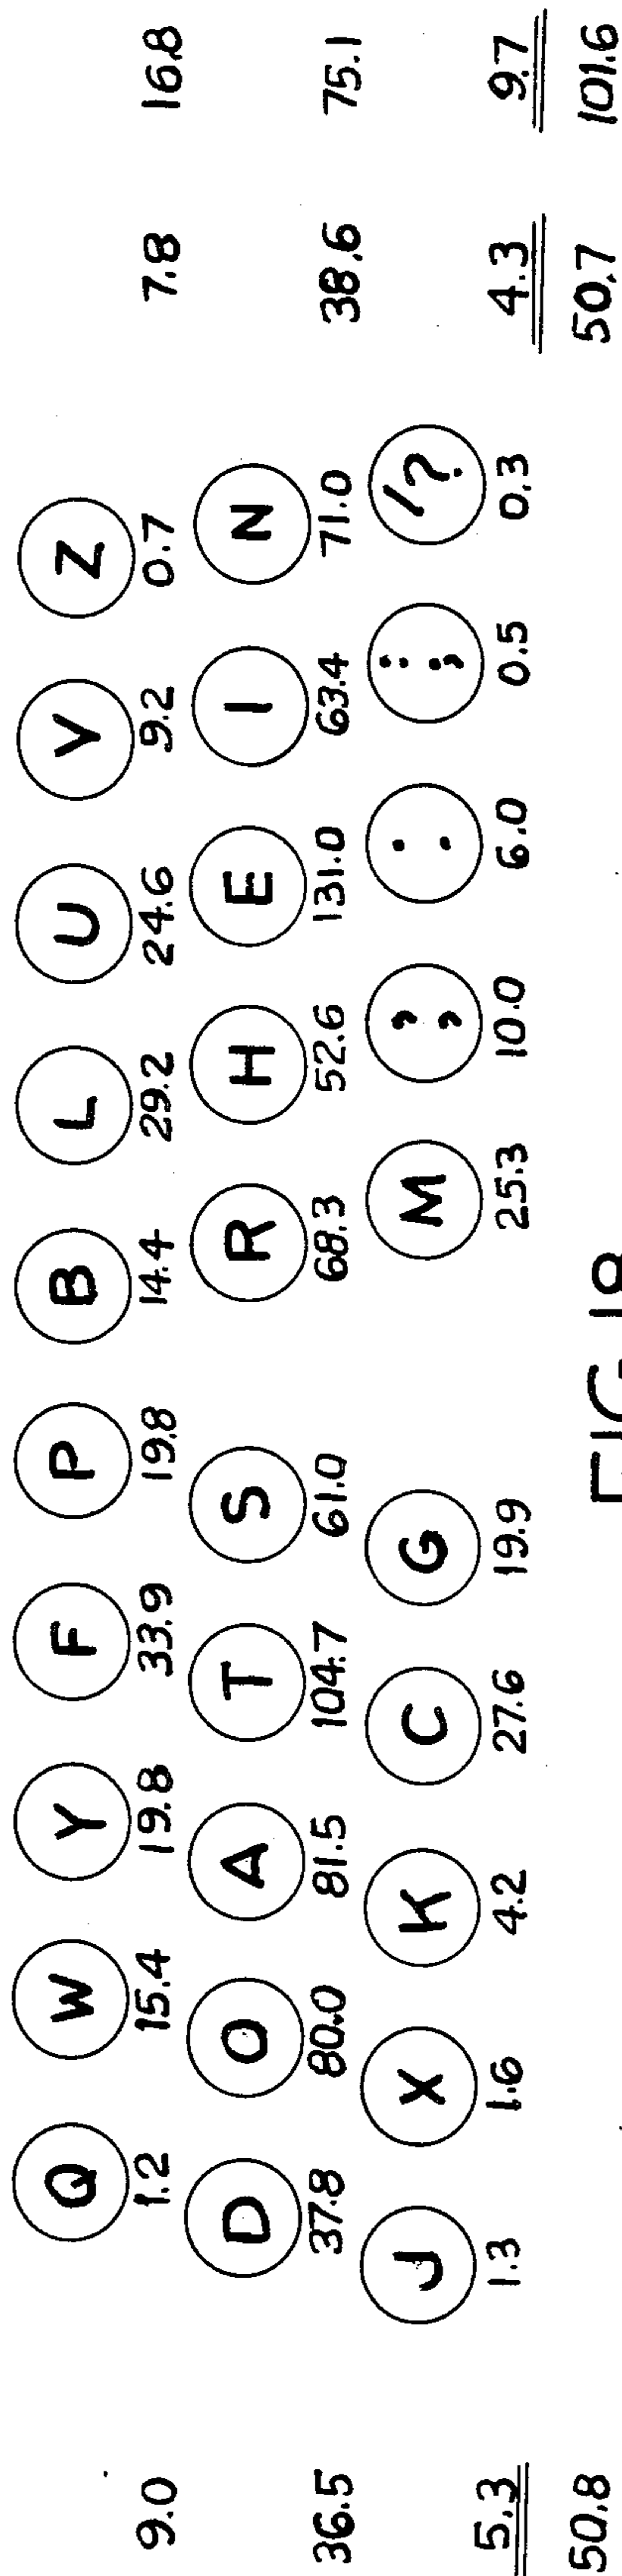 Q W Y F P B L U V Z
9.0 1.2 15.4 19.8 33.9 19.8 14.4 29.2 24.6 9.2 0.7 7.8 16.8
D O A T S R H E I N
36.5 37.8 80.0 81.5 104.7 61.0 68.3 52.6 131.0 63.4 71.0 38.6 75.1
J X K C G M , , . . : ; /?
5.3 1.3 1.6 4.2 27.6 19.9 25.3 10.0 6.0 0.5 0.3 4.3 9.7
50.8 50.7 101.6